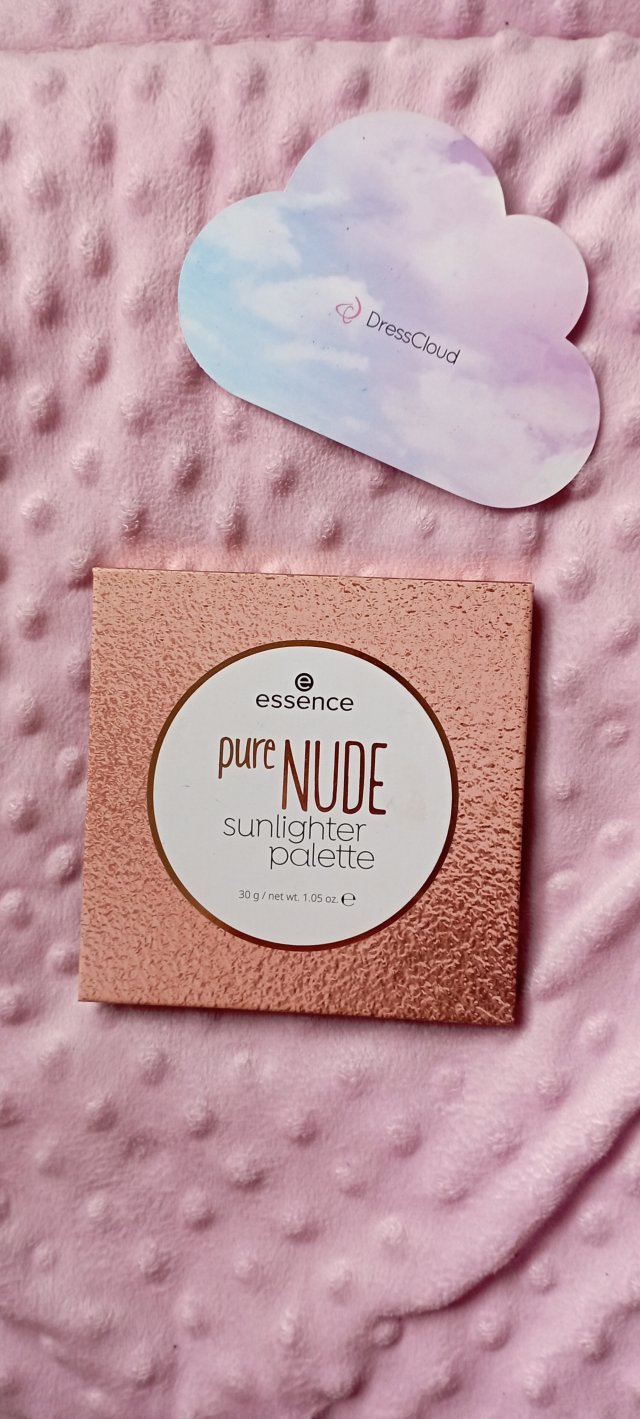 DressCloud
essence
pure NUDE
sunlighter
palette
30 g / net wt. 1.05 oz. ℮